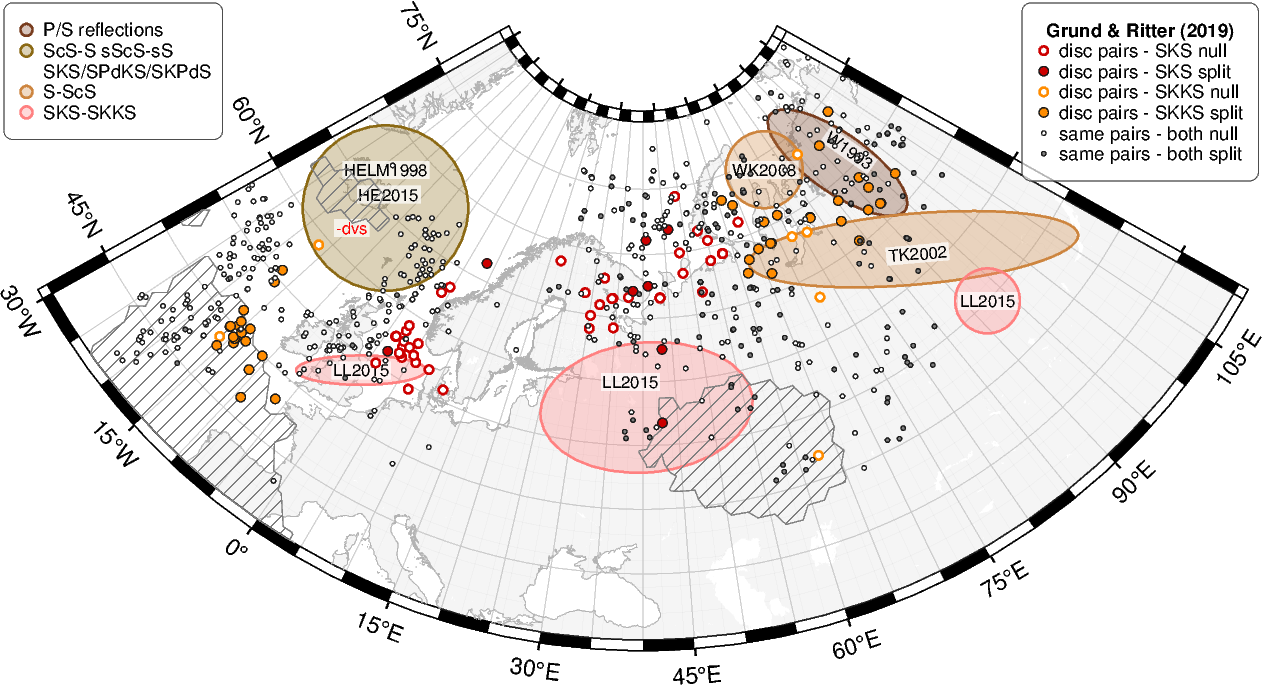 P/S reflections
ScS-S sScS-sS
SKS/SPdKS/SKPdS
S-ScS
SKS-SKKS
Grund & Ritter (2019)
disc pairs - SKS null
disc pairs - SKS split
disc pairs - SKKS null
disc pairs - SKKS split
same pairs - both null
same pairs - both split
75°N
60°N
45°N
30°W
15°W
0°
15°E
30°E
45°E
60°E
75°E
90°E
105°E
HELM1998
HE2015
-dvs
WK2008
W1993
TK2002
LL2015
LL2015
LL2015